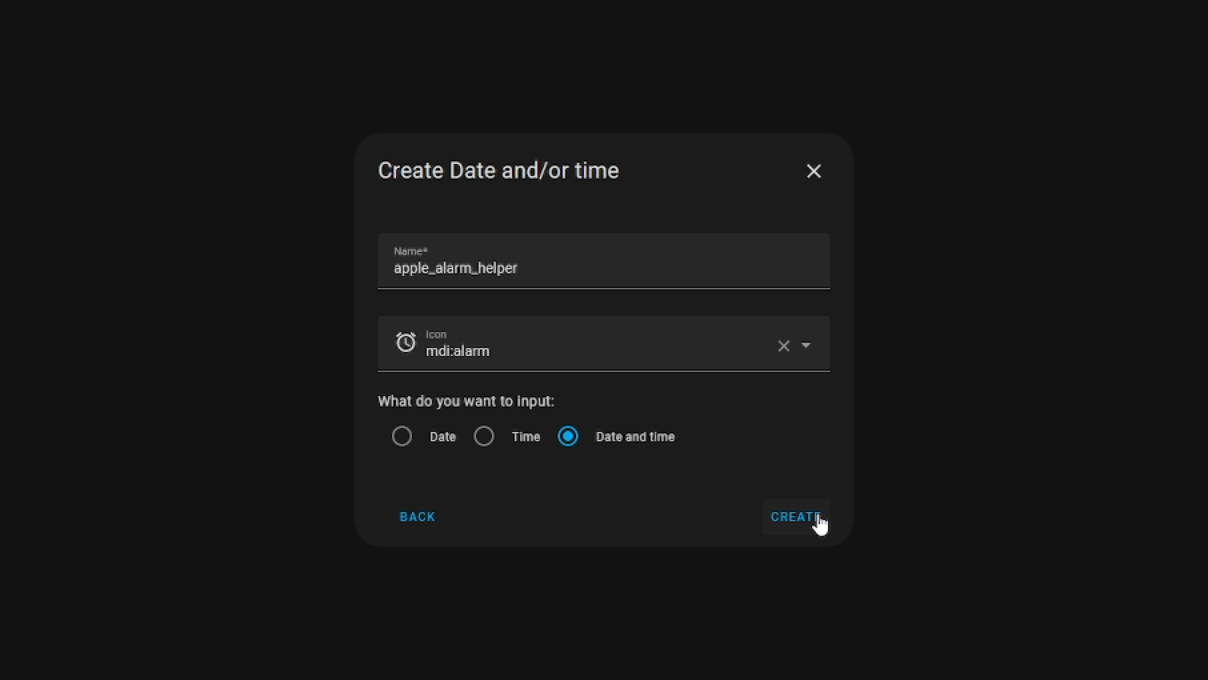 Create Date and/or time
Name*
apple_alarm_helper
Icon
mdi:alarm
What do you want to input:
Date Time Date and time
BACK CREATE